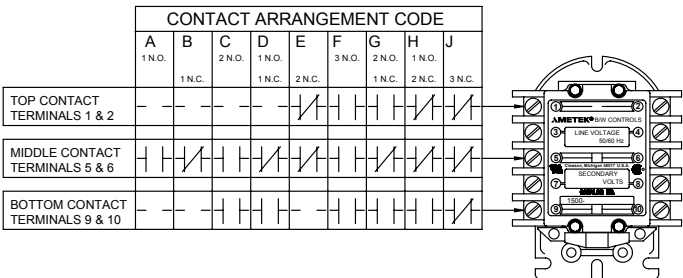 CONTACT ARRANGEMENT CODE
A B C D E F G H J
1 N.O. 2 N.O. 1 N.O. 3 N.O. 2 N.O. 1 N.O.
1 N.C. 1 N.C. 2 N.C. 1 N.C. 2 N.C. 3 N.C.
TOP CONTACT
TERMINALS 1 & 2
MIDDLE CONTACT
TERMINALS 5 & 6
BOTTOM CONTACT
TERMINALS 9 & 10
1 2
AMETEK® B/W CONTROLS
3 LINE VOLTAGE 4
50/60 Hz
5 6
Clawson, Michigan 48017 U.S.A.
7 SECONDARY 8
VOLTS
1500-
9 10